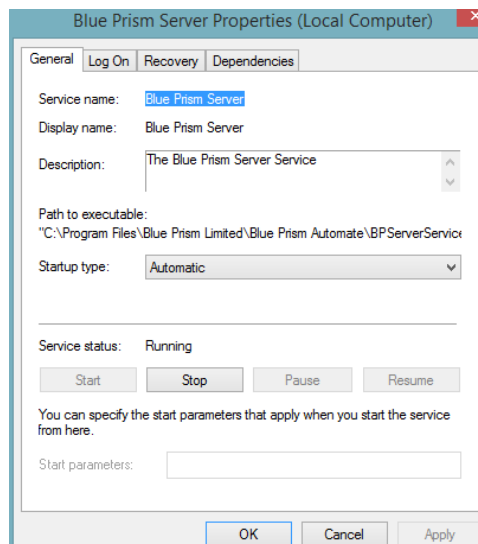 Blue Prism Server Properties (Local Computer)
General Log On Recovery Dependencies
Service name: Blue Prism Server
Display name: Blue Prism Server
Description: The Blue Prism Server Service
Path to executable:
"C:\Program Files\Blue Prism Limited\Blue Prism Automate\BPServerService
Startup type: Automatic
Service status: Running
Start Stop Pause Resume
You can specify the start parameters that apply when you start the service
from here.
Start parameters:
OK Cancel Apply